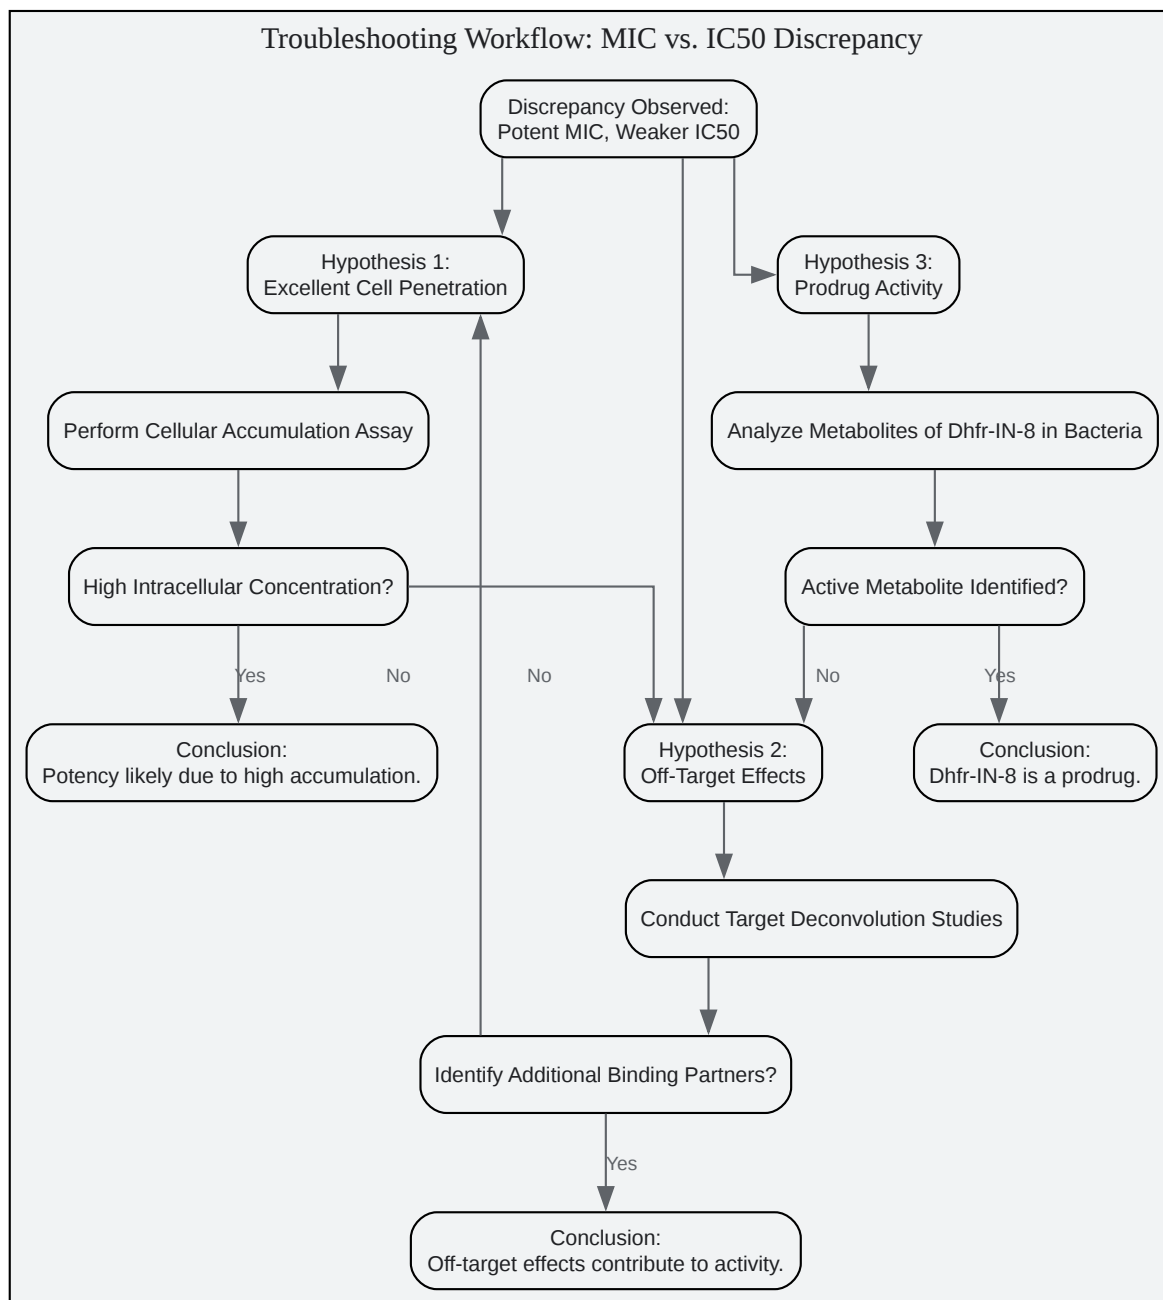 Troubleshooting Workflow: MIC vs. IC50 Discrepancy
Discrepancy Observed:
Potent MIC, Weaker IC50
Hypothesis 1:
Excellent Cell Penetration
Hypothesis 3:
Prodrug Activity
Perform Cellular Accumulation Assay
Analyze Metabolites of Dhfr-IN-8 in Bacteria
High Intracellular Concentration?
Active Metabolite Identified?
Yes
No
No
No
Yes
Conclusion:
Potency likely due to high accumulation.
Hypothesis 2:
Off-Target Effects
Conclusion:
Dhfr-IN-8 is a prodrug.
Conduct Target Deconvolution Studies
Identify Additional Binding Partners?
Yes
Conclusion:
Off-target effects contribute to activity.